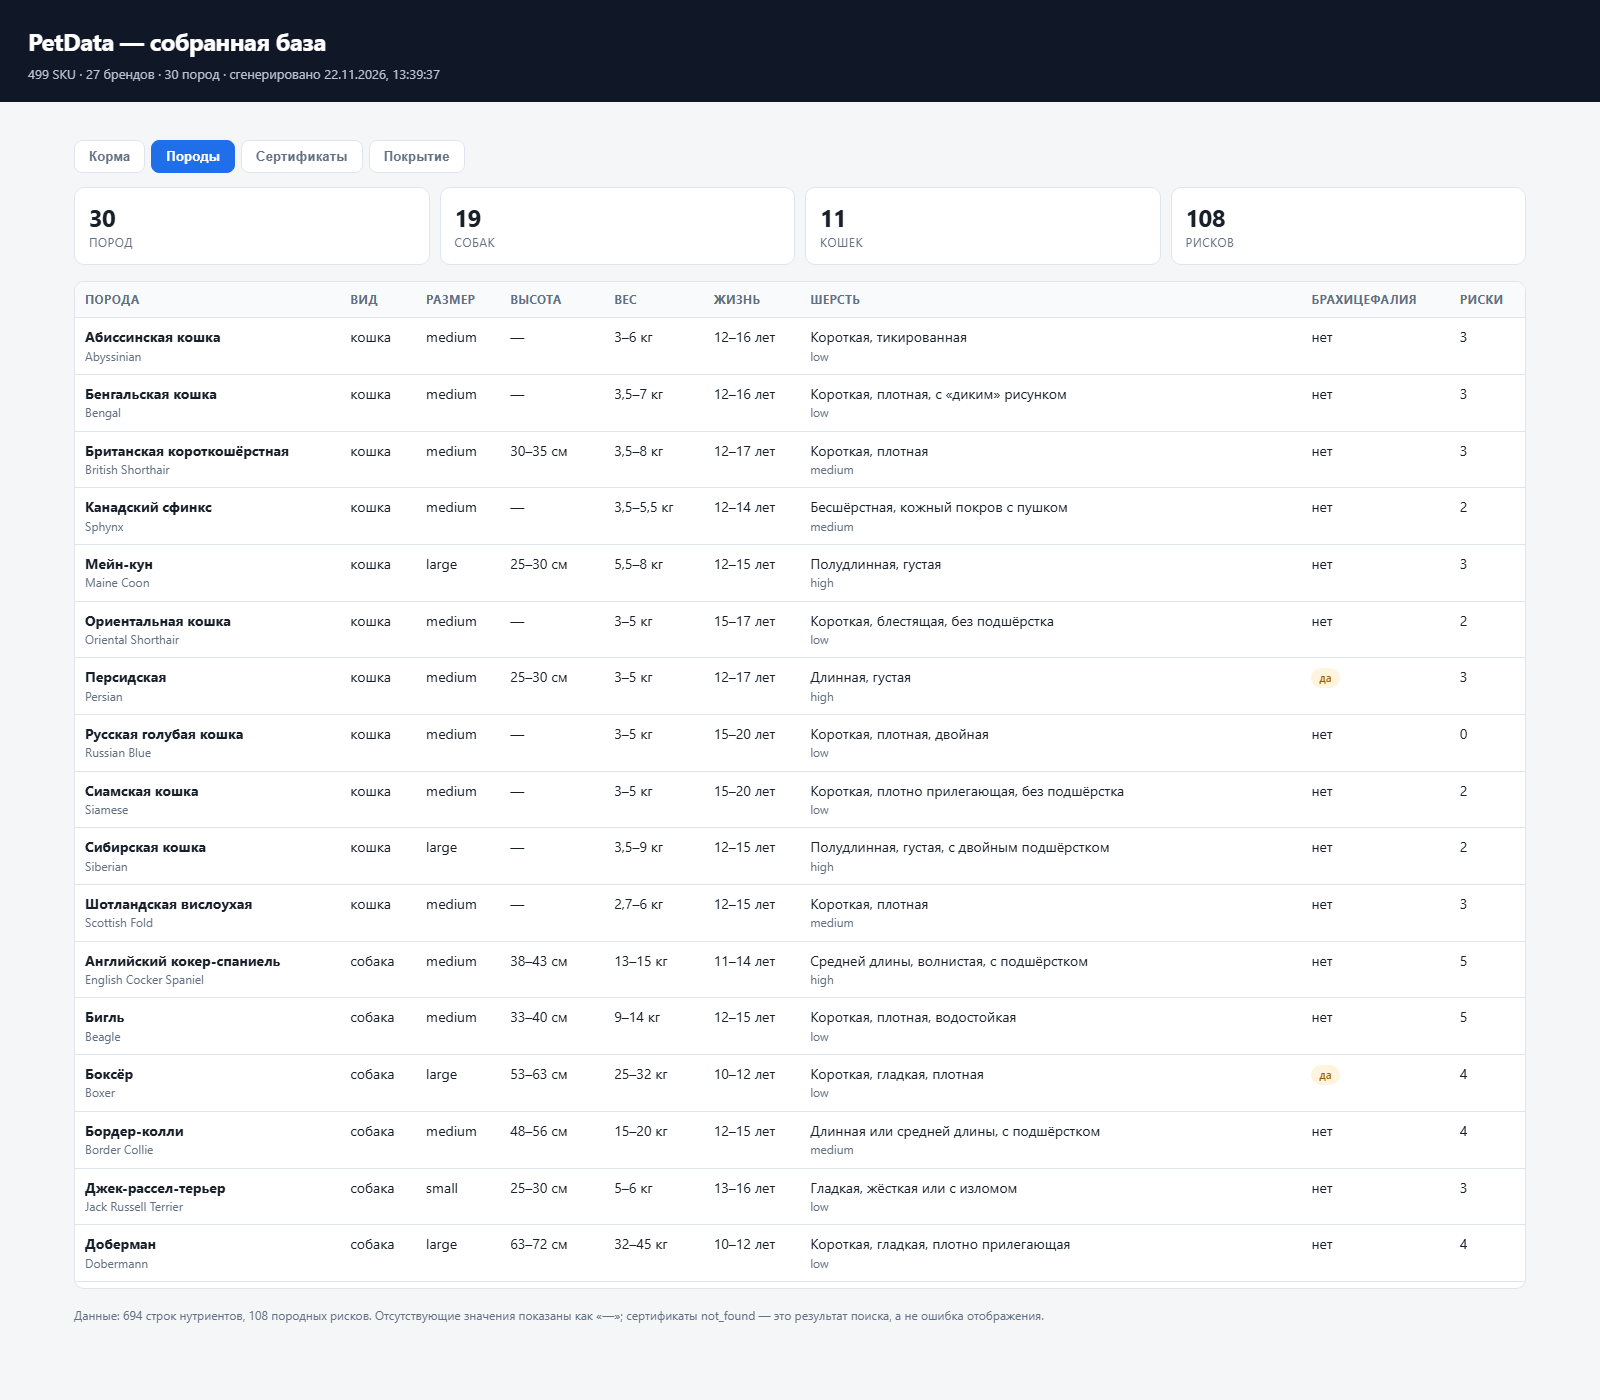 PetData — собранная база
499 SKU · 27 брендов · 30 пород · сгенерировано 22.11.2026, 13:39:37
Корма Породы Сертификаты Покрытие
30 19 11 108
ПОРОД СОБАК КОШЕК РИСКОВ
ПОРОДА ВИД РАЗМЕР ВЫСОТА ВЕС ЖИЗНЬ ШЕРСТЬ БРАХИЦЕФАЛИЯ РИСКИ
Абиссинская кошка кошка medium — 3–6 кг 12–16 лет Короткая, тикированная нет 3
Abyssinian low
Бенгальская кошка кошка medium — 3,5–7 кг 12–16 лет Короткая, плотная, с «диким» рисунком нет 3
Bengal low
Британская короткошёрстная кошка medium 30–35 см 3,5–8 кг 12–17 лет Короткая, плотная нет 3
British Shorthair medium
Канадский сфинкс кошка medium — 3,5–5,5 кг 12–14 лет Бесшёрстная, кожный покров с пушком нет 2
Sphynx medium
Мейн-кун кошка large 25–30 см 5,5–8 кг 12–15 лет Полудлинная, густая нет 3
Maine Coon high
Ориентальная кошка кошка medium — 3–5 кг 15–17 лет Короткая, блестящая, без подшёрстка нет 2
Oriental Shorthair low
Персидская кошка medium 25–30 см 3–5 кг 12–17 лет Длинная, густая да 3
Persian high
Русская голубая кошка кошка medium — 3–5 кг 15–20 лет Короткая, плотная, двойная нет 0
Russian Blue low
Сиамская кошка кошка medium — 3–5 кг 15–20 лет Короткая, плотно прилегающая, без подшёрстка нет 2
Siamese low
Сибирская кошка кошка large — 3,5–9 кг 12–15 лет Полудлинная, густая, с двойным подшёрстком нет 2
Siberian high
Шотландская вислоухая кошка medium — 2,7–6 кг 12–15 лет Короткая, плотная нет 3
Scottish Fold medium
Английский кокер-спаниель собака medium 38–43 см 13–15 кг 11–14 лет Средней длины, волнистая, с подшёрстком нет 5
English Cocker Spaniel high
Бигль собака medium 33–40 см 9–14 кг 12–15 лет Короткая, плотная, водостойкая нет 5
Beagle low
Боксёр собака large 53–63 см 25–32 кг 10–12 лет Короткая, гладкая, плотная да 4
Boxer low
Бордер-колли собака medium 48–56 см 15–20 кг 12–15 лет Длинная или средней длины, с подшёрстком нет 4
Border Collie medium
Джек-рассел-терьер собака small 25–30 см 5–6 кг 13–16 лет Гладкая, жёсткая или с изломом нет 3
Jack Russell Terrier low
Доберман собака large 63–72 см 32–45 кг 10–12 лет Короткая, гладкая, плотно прилегающая нет 4
Dobermann low
Данные: 694 строк нутриентов, 108 породных рисков. Отсутствующие значения показаны как «—»; сертификаты not_found — это результат поиска, а не ошибка отображения.